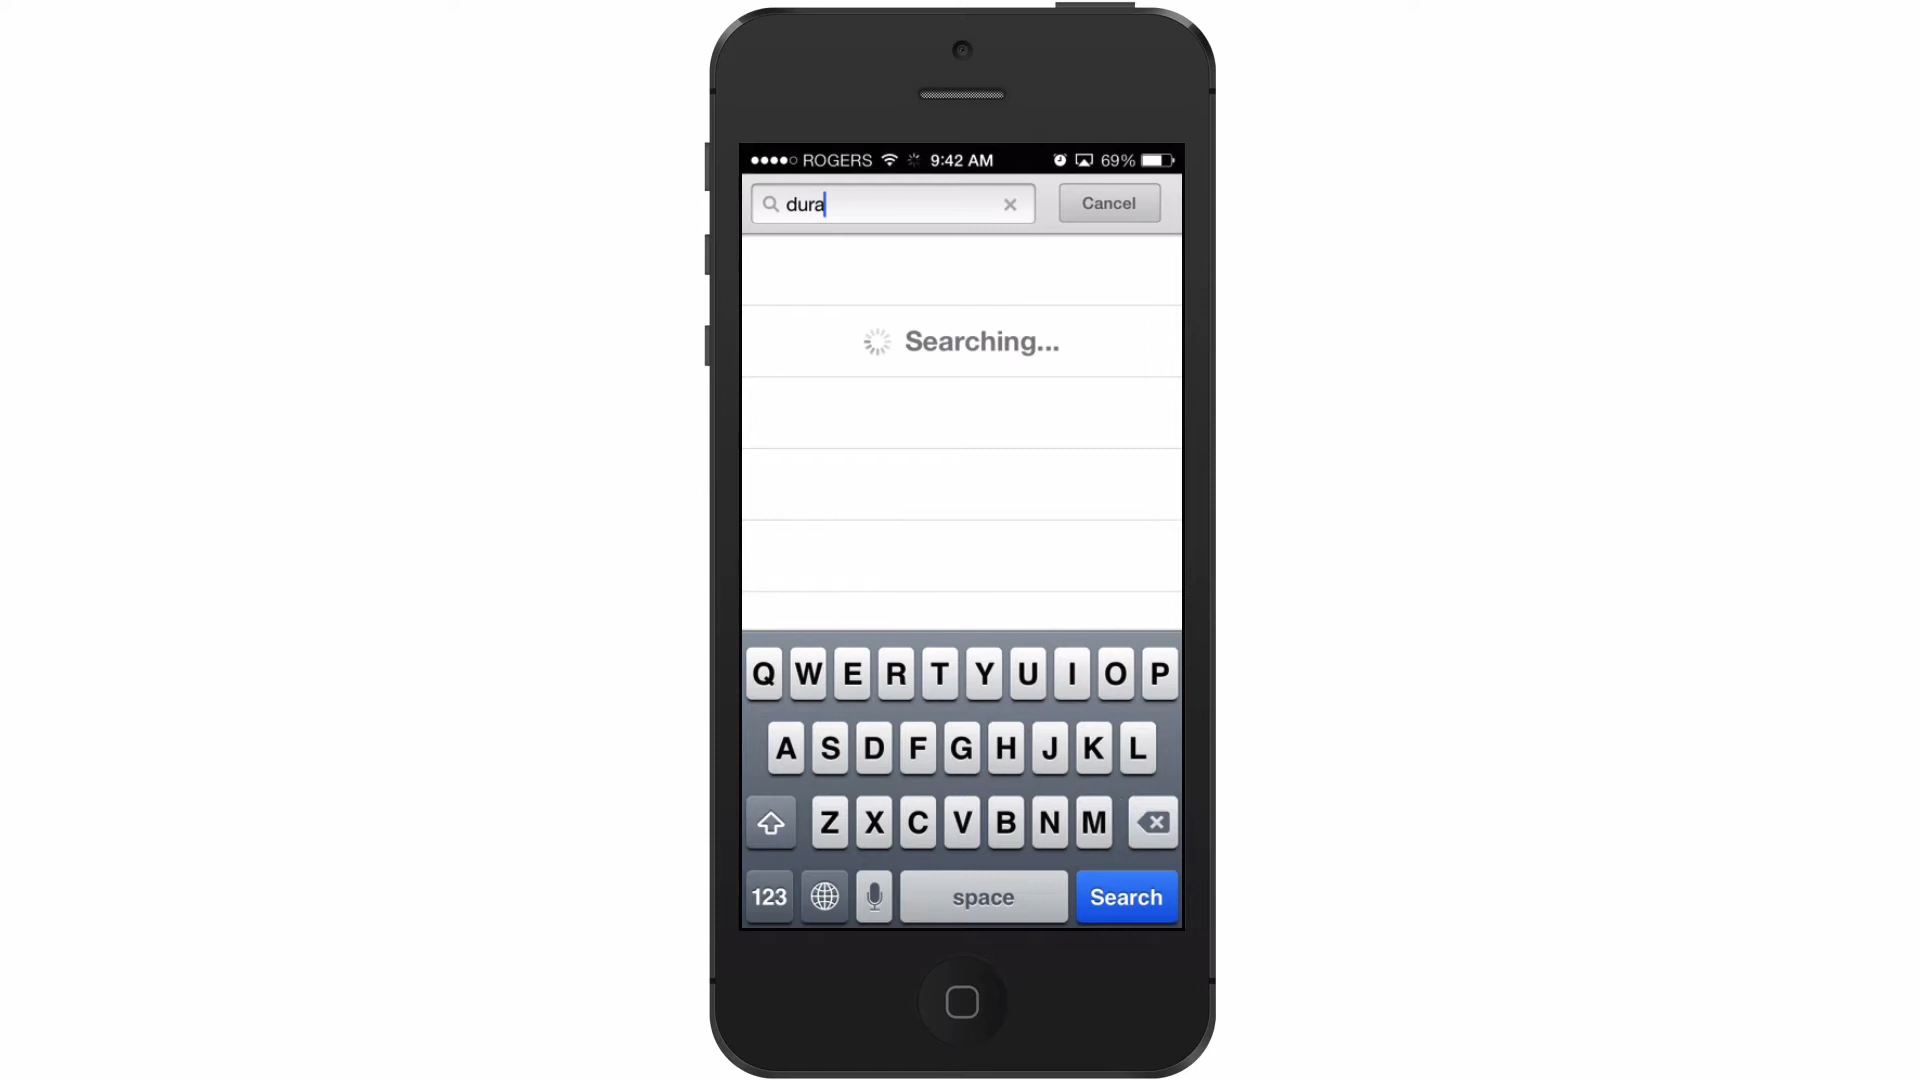 ROGERS 9:42 AM 69%
dura Cancel
Searching...
Q W E R T Y U I O P
A S D F G H J K L
Z X C V B N M
123 space Search